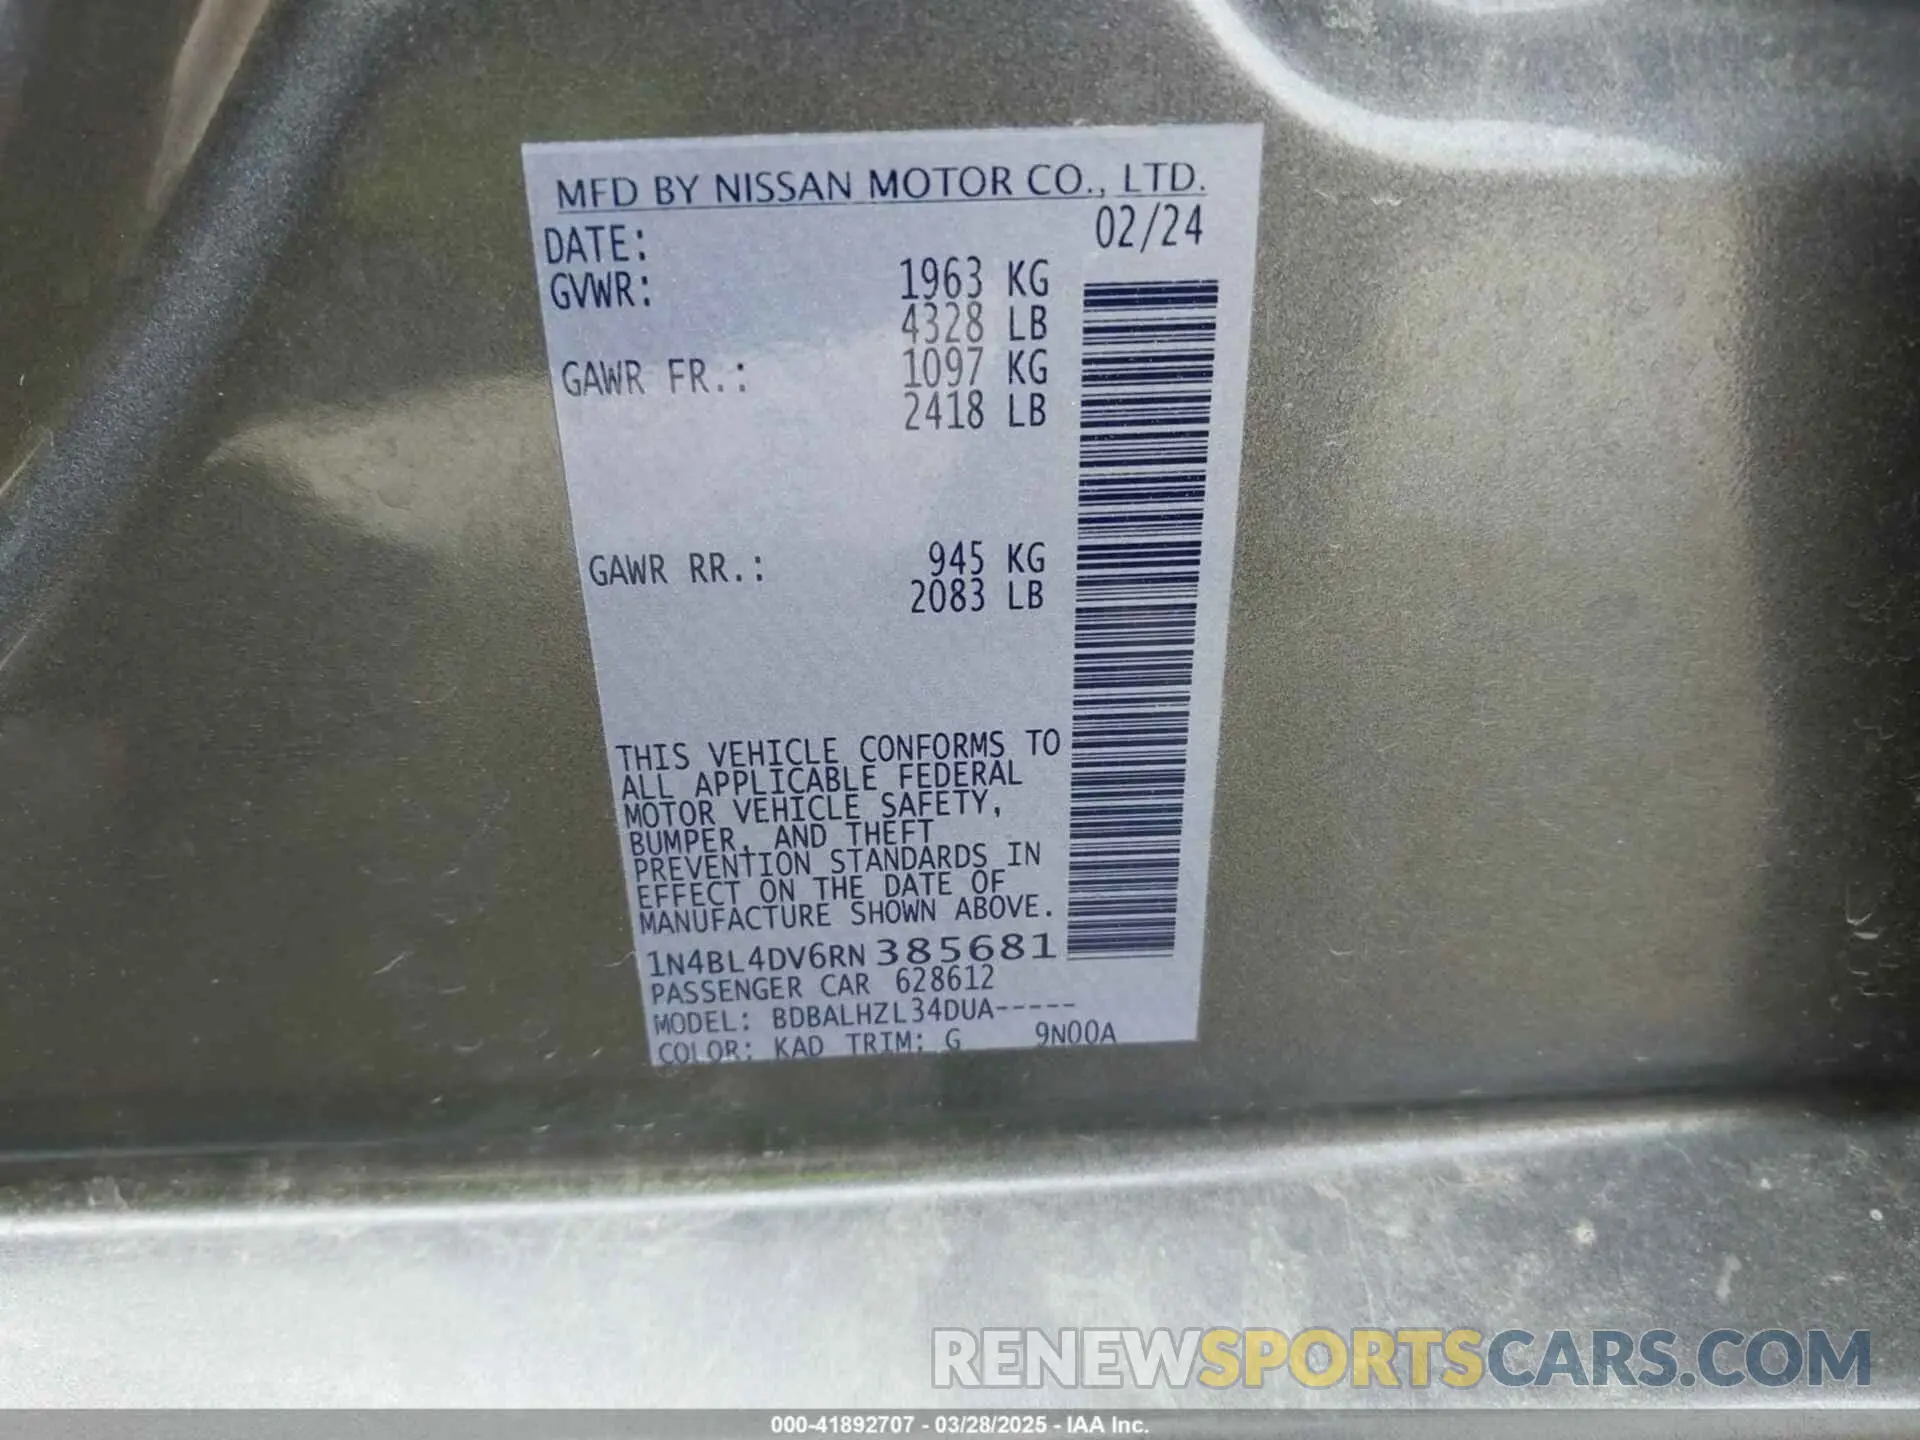 MFD BY NISSAN MOTOR CO., LTD.
DATE: 02/24
GVWR: 1963 KG
4328 LB
GAWR FR.: 1097 KG
2418 LB
GAWR RR.: 945 KG
2083 LB
THIS VEHICLE CONFORMS TO
ALL APPLICABLE FEDERAL
MOTOR VEHICLE SAFETY,
BUMPER, AND THEFT
PREVENTION STANDARDS IN
EFFECT ON THE DATE OF
MANUFACTURE SHOWN ABOVE.
1N4BL4DV6RN385681
PASSENGER CAR 628612
MODEL: BDBALHZL34DUA-----
COLOR: KAD TRIM: G 9N00A
RENEWSPORTSCARS.COM
000-41892707 - 03/28/2025 - IAA Inc.